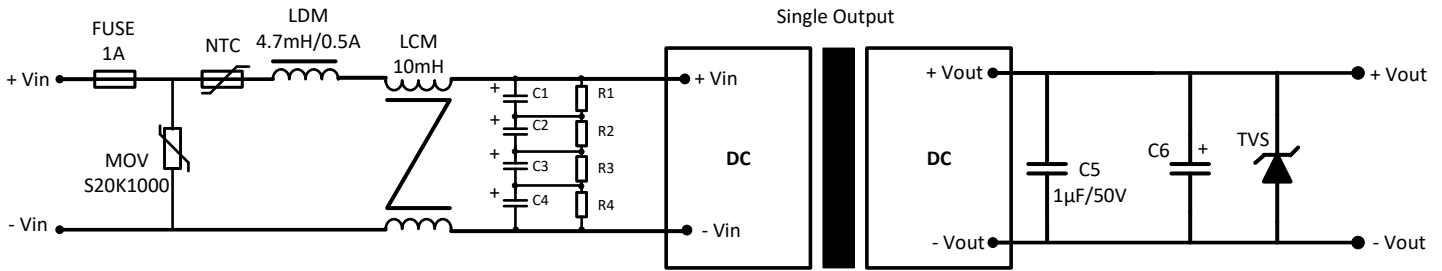 Single Output
FUSE
1A
NTC
LDM
4.7mH/0.5A
LCM
10mH
+ Vin
+ Vin
+ Vout
+ Vout
+
C1
R1
+
C2
R2
+
C3
R3
+
C4
R4
MOV
S20K1000
DC
DC
C5
1µF/50V
C6
+
TVS
- Vin
- Vin
- Vout
- Vout